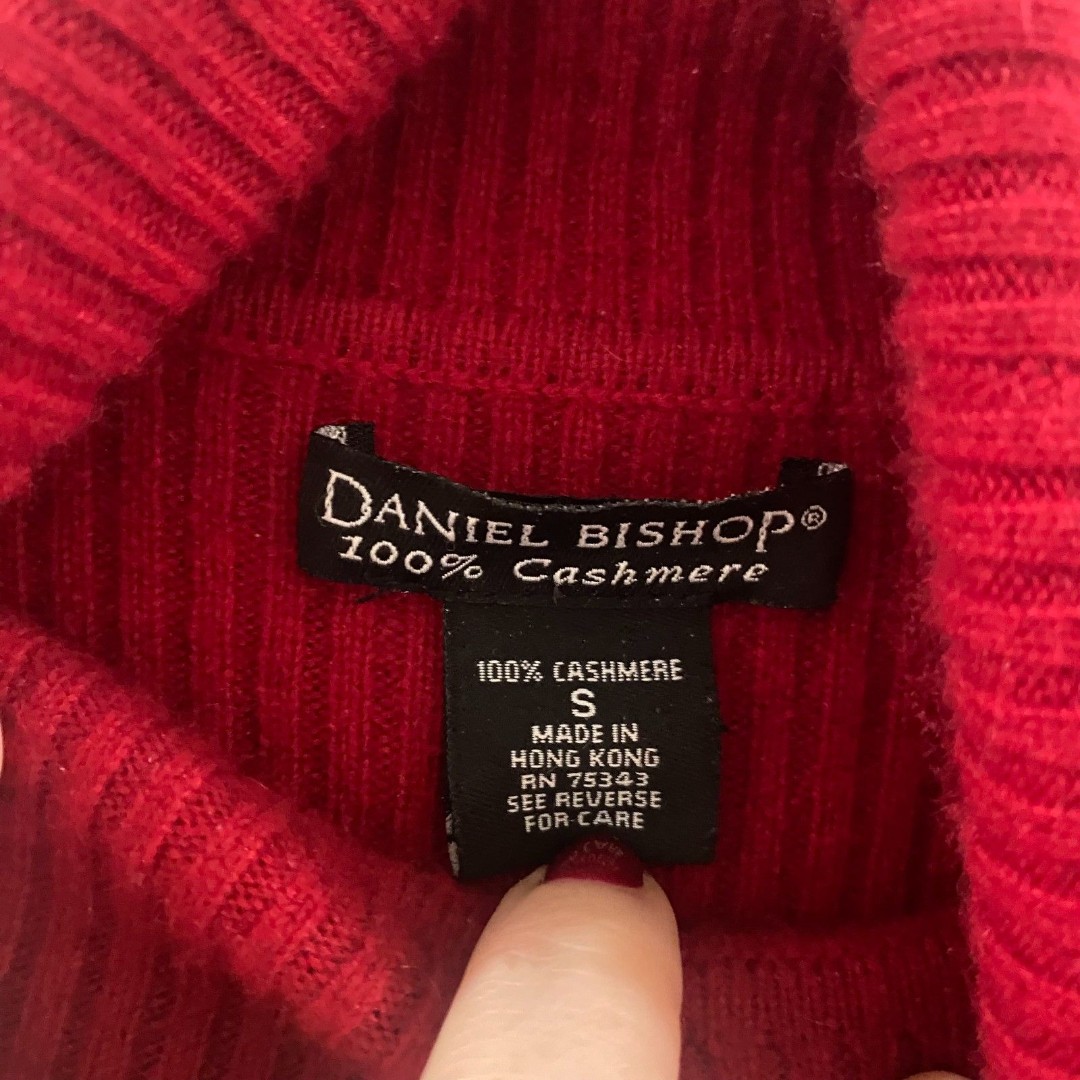 DANIEL BISHOP®
100% Cashmere
100% CASHMERE
S
MADE IN
HONG KONG
RN 75343
SEE REVERSE
FOR CARE